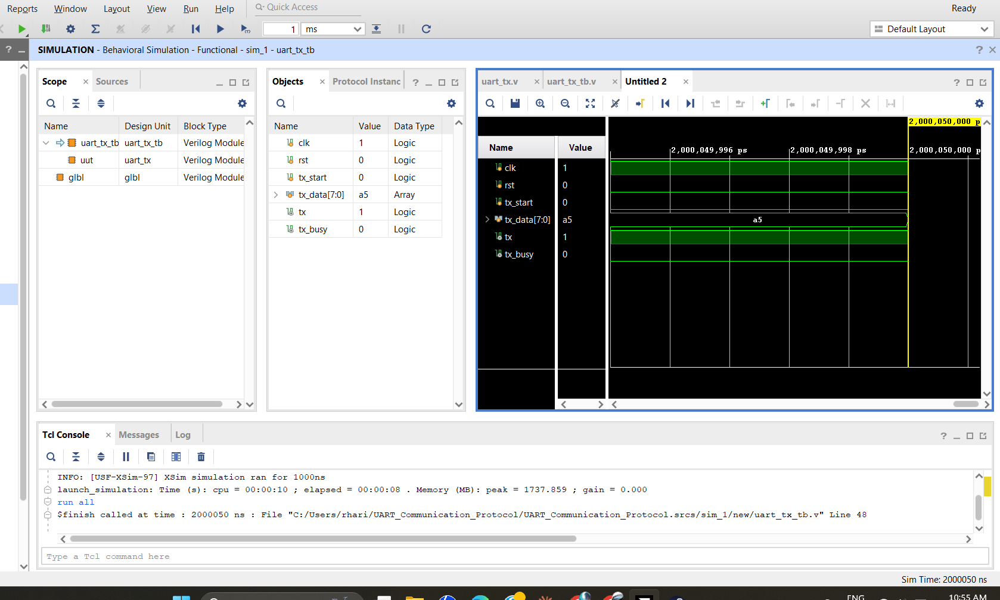 Reports Window Layout View Run Help Quick Access Ready
1 ms Default Layout
? SIMULATION - Behavioral Simulation - Functional - sim_1 - uart_tx_tb ?
Scope Sources
Name Design Unit Block Type
uart_tx_tb uart_tx_tb Verilog Module
uut uart_tx Verilog Module
glbl glbl Verilog Module
Objects Protocol Instanc ?
Name Value Data Type
clk 1 Logic
rst 0 Logic
tx_start 0 Logic
tx_data[7:0] a5 Array
tx 1 Logic
tx_busy 0 Logic
uart_tx.v uart_tx_tb.v Untitled 2 ?
2,000,050,000 p
Name Value 2,000,049,996 ps 2,000,049,998 ps 2,000,050,000 p
clk 1
rst 0
tx_start 0
tx_data[7:0] a5 a5
tx 1
tx_busy 0
Tcl Console Messages Log ?
INFO: [USF-XSim-97] XSim simulation ran for 1000ns
launch_simulation: Time (s): cpu = 00:00:10 ; elapsed = 00:00:08 . Memory (MB): peak = 1737.859 ; gain = 0.000
run all
$finish called at time : 2000050 ns : File "C:/Users/rhari/UART_Communication_Protocol/UART_Communication_Protocol.srcs/sim_1/new/uart_tx_tb.v" Line 48
Type a Tcl command here
Sim Time: 2000050 ns
ENG 10:55 AM